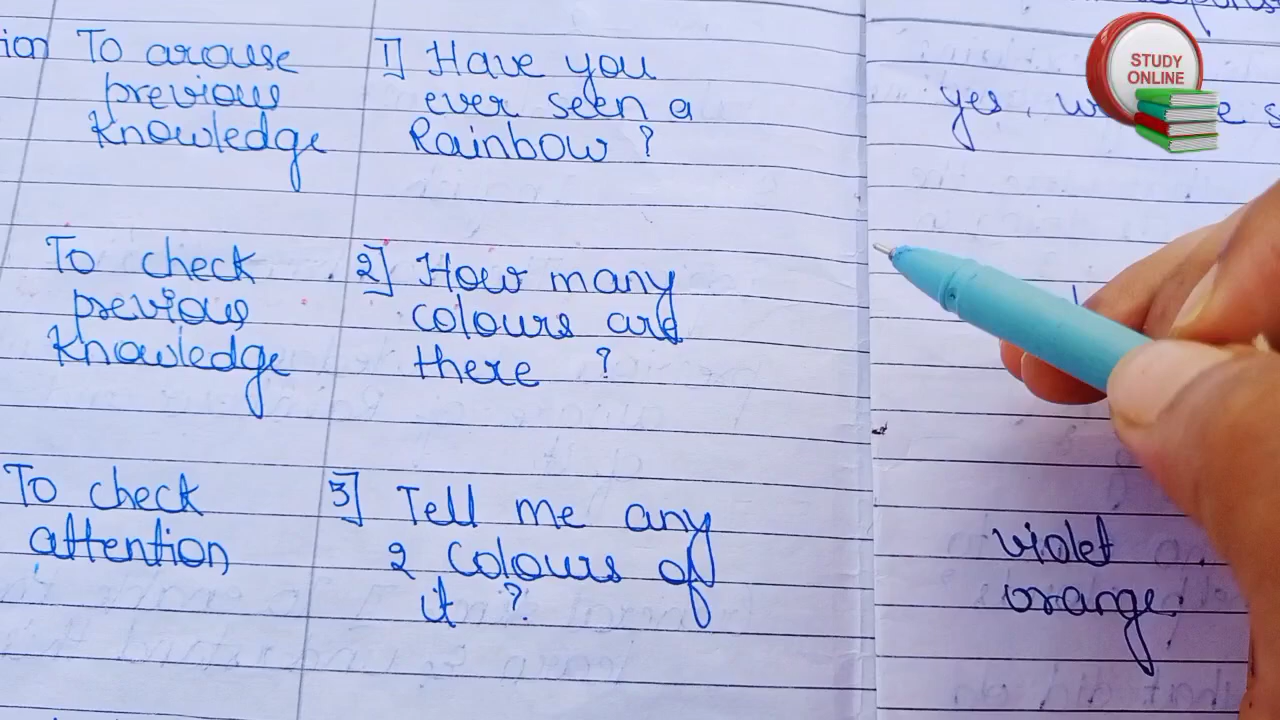 To arouse 1] Have you
previous ever seen a
knowledge Rainbow ?
yes,
To check 2] How many
previous colours are
knowledge there ?
To check 3] Tell me any
attention 2 colours of
it ?
violet
orange.
STUDY
ONLINE